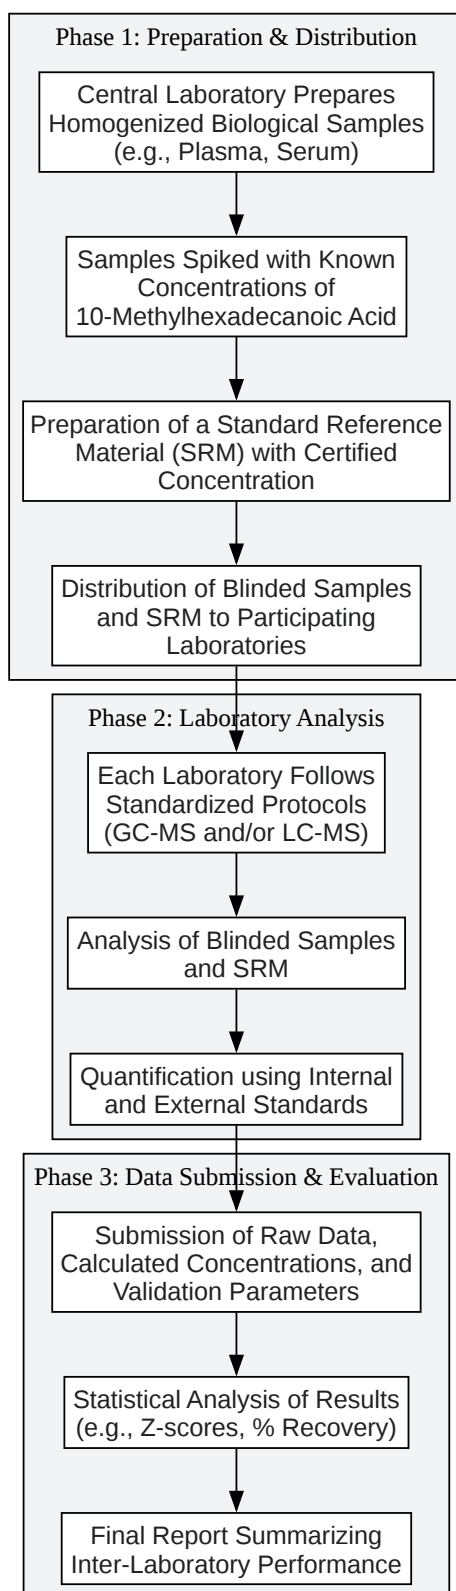 Phase 1: Preparation & Distribution
Central Laboratory Prepares
Homogenized Biological Samples
(e.g., Plasma, Serum)
Samples Spiked with Known
Concentrations of
10-Methylhexadecanoic Acid
Preparation of a Standard Reference
Material (SRM) with Certified
Concentration
Distribution of Blinded Samples
and SRM to Participating
Laboratories
Phase 2: Laboratory Analysis
Each Laboratory Follows
Standardized Protocols
(GC-MS and/or LC-MS)
Analysis of Blinded Samples
and SRM
Quantification using Internal
and External Standards
Phase 3: Data Submission & Evaluation
Submission of Raw Data,
Calculated Concentrations, and
Validation Parameters
Statistical Analysis of Results
(e.g., Z-scores, % Recovery)
Final Report Summarizing
Inter-Laboratory Performance